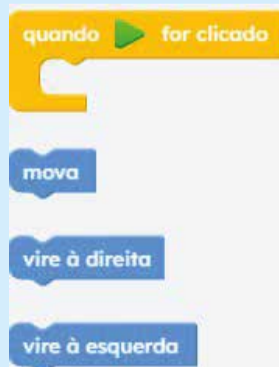 quando for clicado
mova
vire à direita
vire à esquerda